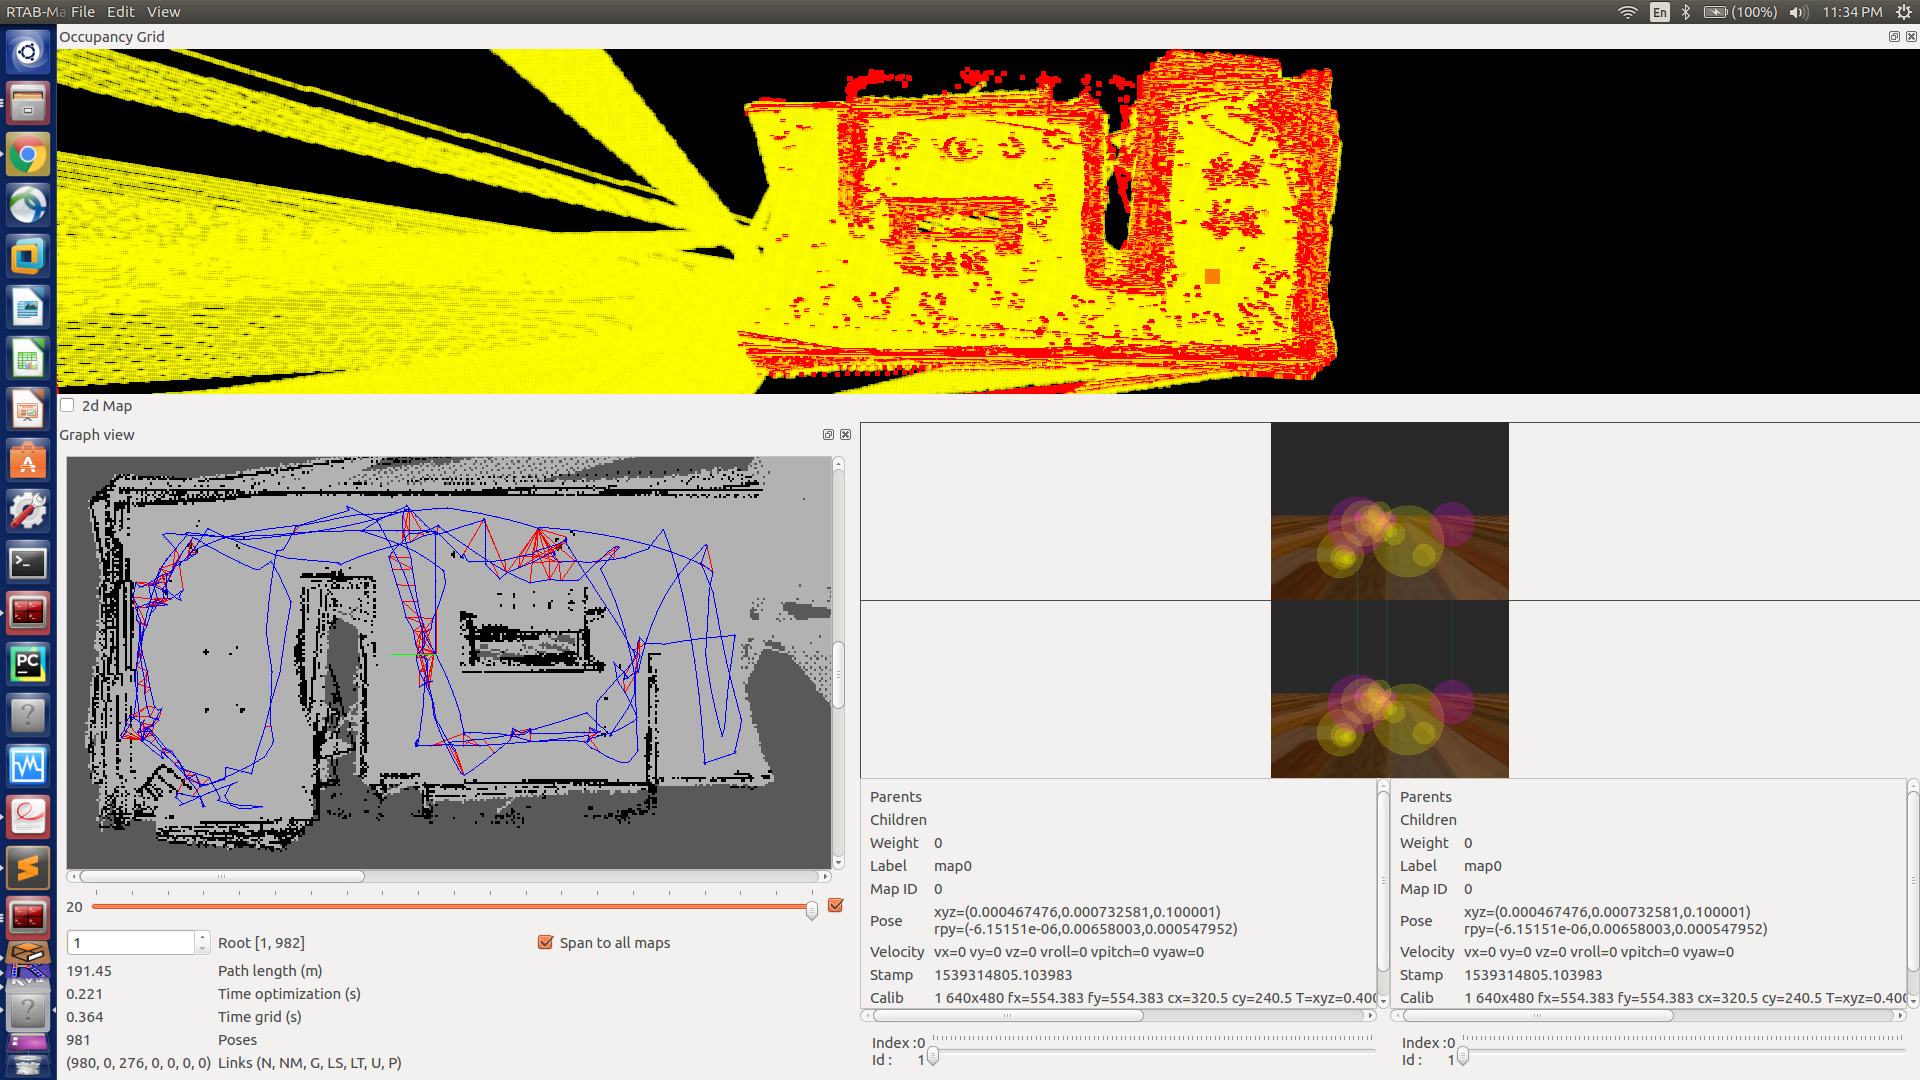 RTAB-Ma File Edit View
En (100%) 11:34 PM
Occupancy Grid
2d Map
Graph view
20
1 Root [1, 982] Span to all maps
191.45 Path length (m)
0.221 Time optimization (s)
0.364 Time grid (s)
981 Poses
(980, 0, 276, 0, 0, 0, 0) Links (N, NM, G, LS, LT, U, P)
Parents
Children
Weight 0
Label map0
Map ID 0
Pose xyz=(0.000467476,0.000732581,0.100001)
rpy=(-6.15151e-06,0.00658003,0.000547952)
Velocity vx=0 vy=0 vz=0 vroll=0 vpitch=0 vyaw=0
Stamp 1539314805.103983
Calib 1 640x480 fx=554.383 fy=554.383 cx=320.5 cy=240.5 T=xyz=0.400
Index :0
Id : 1
Parents
Children
Weight 0
Label map0
Map ID 0
Pose xyz=(0.000467476,0.000732581,0.100001)
rpy=(-6.15151e-06,0.00658003,0.000547952)
Velocity vx=0 vy=0 vz=0 vroll=0 vpitch=0 vyaw=0
Stamp 1539314805.103983
Calib 1 640x480 fx=554.383 fy=554.383 cx=320.5 cy=240.5 T=xyz=0.400
Index :0
Id : 1
PC